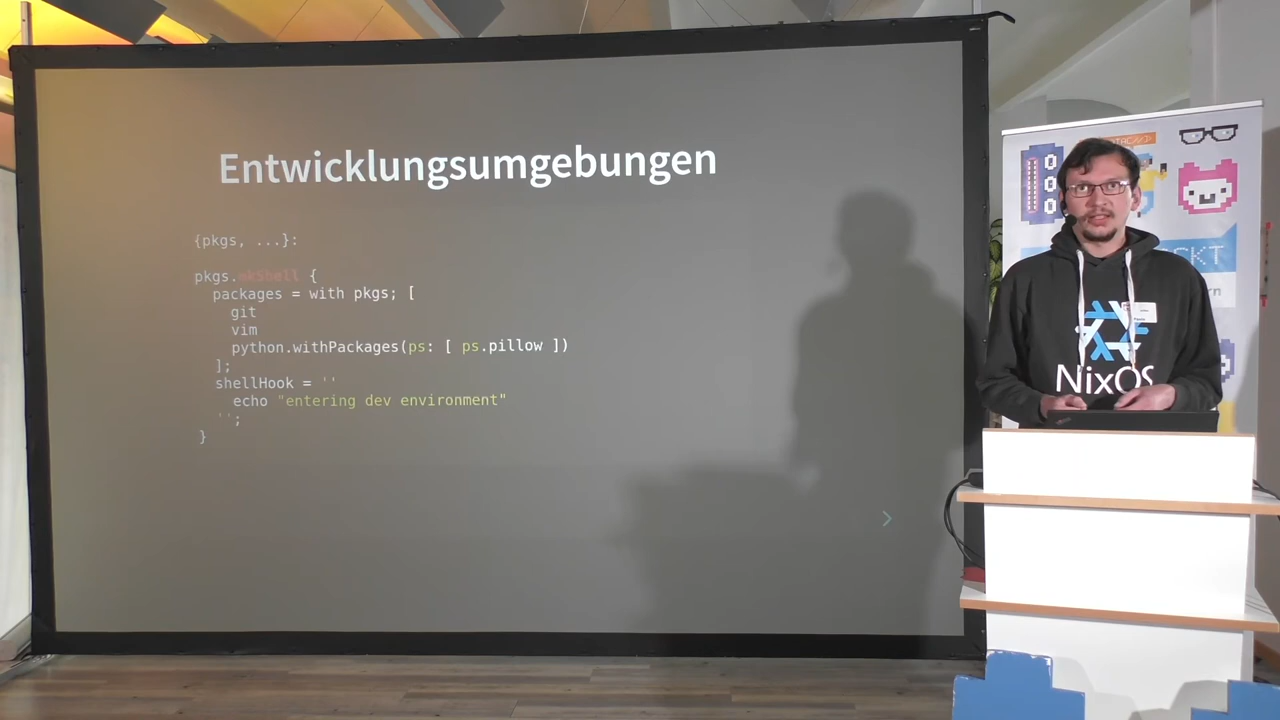 Entwicklungsumgebungen
{pkgs, ...}:
pkgs.mkShell {
packages = with pkgs; [
git
vim
python.withPackages(ps: [ ps.pillow ])
];
shellHook = ''
echo "entering dev environment"
'';
}
NixOS